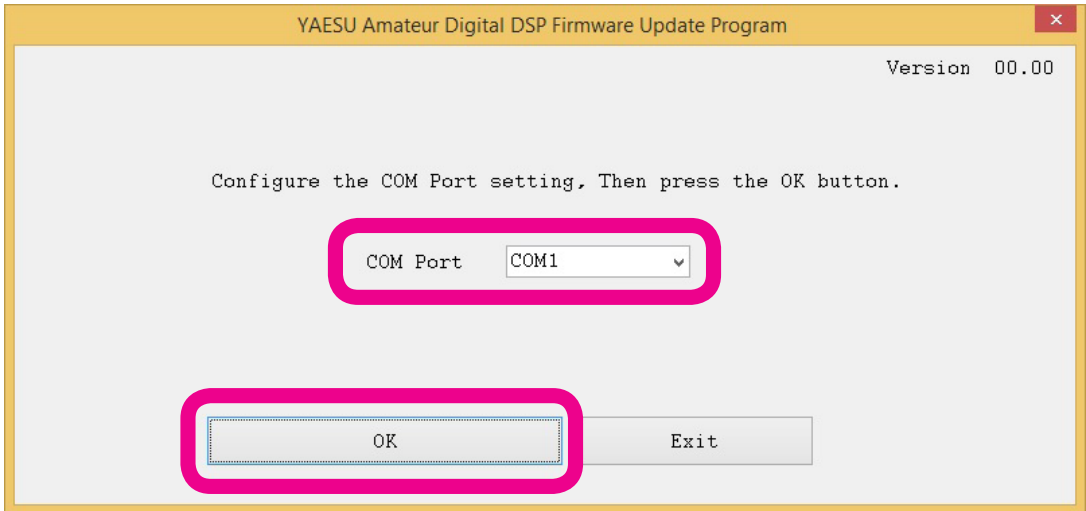 YAESU Amateur Digital DSP Firmware Update Program
Version 00.00
Configure the COM Port setting, Then press the OK button.
COM Port COM1
OK Exit